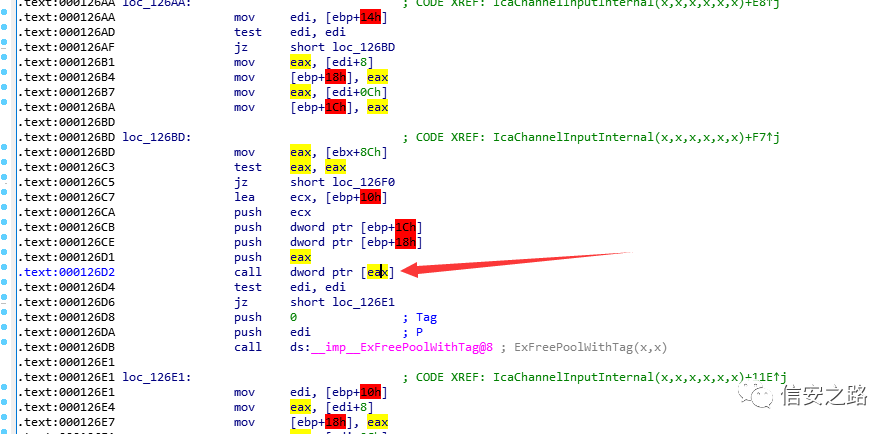 .text:000126AA loc_126AA: ; CODE XREF: IcaChannelInputInternal(x,x,x,x,x,x)+E8↑j
.text:000126AA mov edi, [ebp+14h]
.text:000126AD test edi, edi
.text:000126AF jz short loc_126BD
.text:000126B1 mov eax, [edi+8]
.text:000126B4 mov [ebp+18h], eax
.text:000126B7 mov eax, [edi+0Ch]
.text:000126BA mov [ebp+1Ch], eax
.text:000126BD
.text:000126BD loc_126BD: ; CODE XREF: IcaChannelInputInternal(x,x,x,x,x,x)+F7↑j
.text:000126BD mov eax, [ebx+8Ch]
.text:000126C3 test eax, eax
.text:000126C5 jz short loc_126F0
.text:000126C7 lea ecx, [ebp+10h]
.text:000126CA push ecx
.text:000126CB push dword ptr [ebp+1Ch]
.text:000126CE push dword ptr [ebp+18h]
.text:000126D1 push eax
.text:000126D2 call dword ptr [eax]
.text:000126D4 test edi, edi
.text:000126D6 jz short loc_126E1
.text:000126D8 push 0 ; Tag
.text:000126DA push edi ; P
.text:000126DB call ds:__imp__ExFreePoolWithTag@8 ; ExFreePoolWithTag(x,x)
.text:000126E1
.text:000126E1 loc_126E1: ; CODE XREF: IcaChannelInputInternal(x,x,x,x,x,x)+11E↑j
.text:000126E1 mov edi, [ebp+10h]
.text:000126E4 mov eax, [edi+8]
.text:000126E7 mov [ebp+18h], eax
信安之路